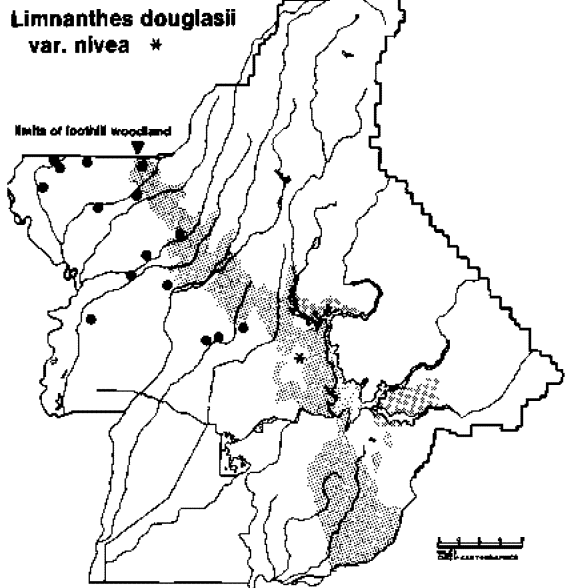 Limnanthes douglasii
var. nivea *
limits of foothill woodland